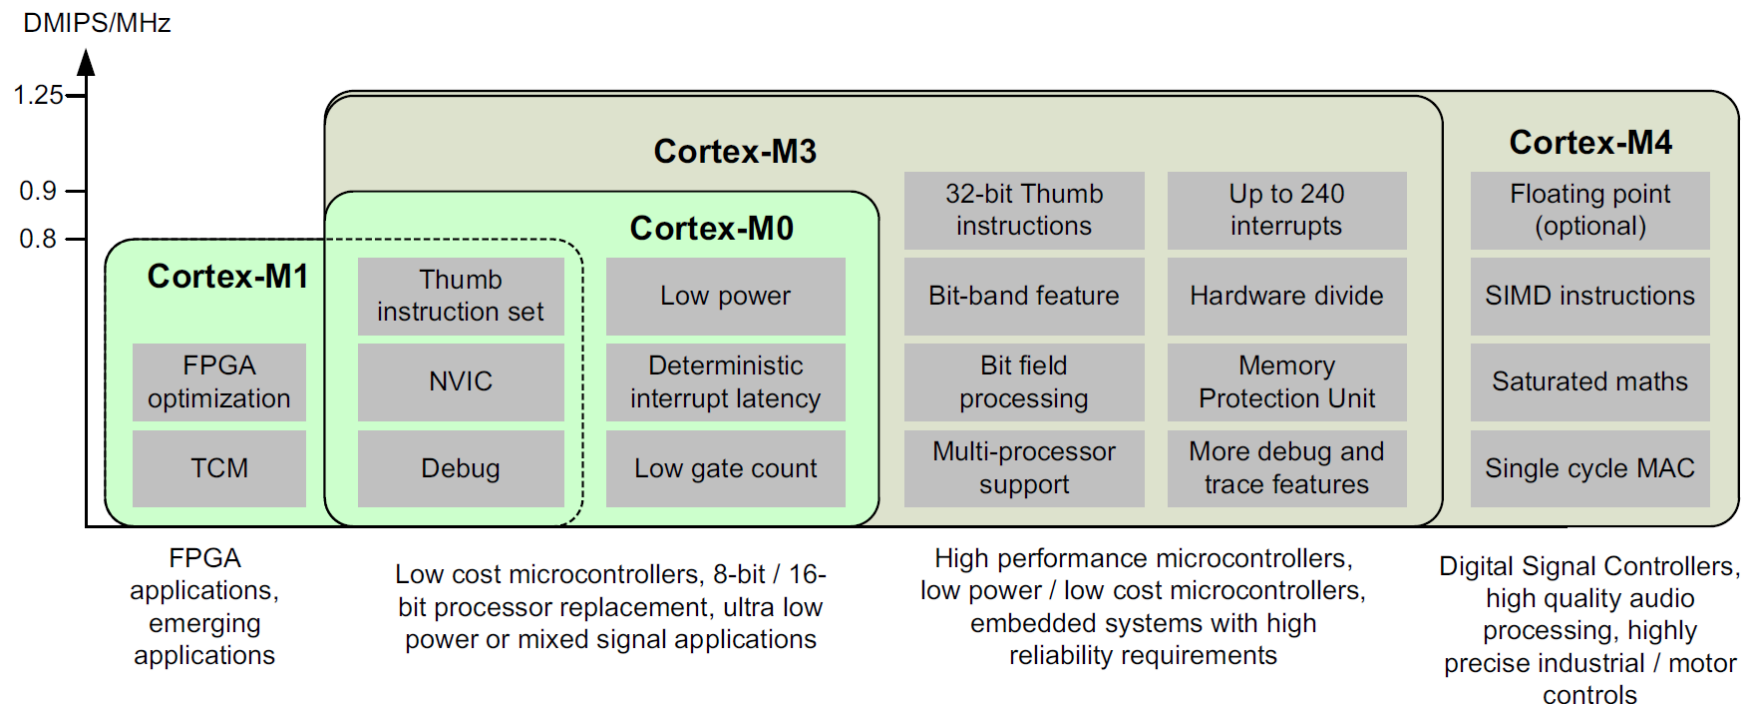 DMIPS/MHz
1.25
0.9
0.8
Cortex-M1
FPGA
optimization
TCM
Cortex-M0
Thumb
instruction set
NVIC
Debug
Low power
Deterministic
interrupt latency
Low gate count
Cortex-M3
32-bit Thumb
instructions
Bit-band feature
Bit field
processing
Multi-processor
support
Up to 240
interrupts
Hardware divide
Memory
Protection Unit
More debug and
trace features
Cortex-M4
Floating point
(optional)
SIMD instructions
Saturated maths
Single cycle MAC
FPGA
applications,
emerging
applications
Low cost microcontrollers, 8-bit / 16-
bit processor replacement, ultra low
power or mixed signal applications
High performance microcontrollers,
low power / low cost microcontrollers,
embedded systems with high
reliability requirements
Digital Signal Controllers,
high quality audio
processing, highly
precise industrial / motor
controls